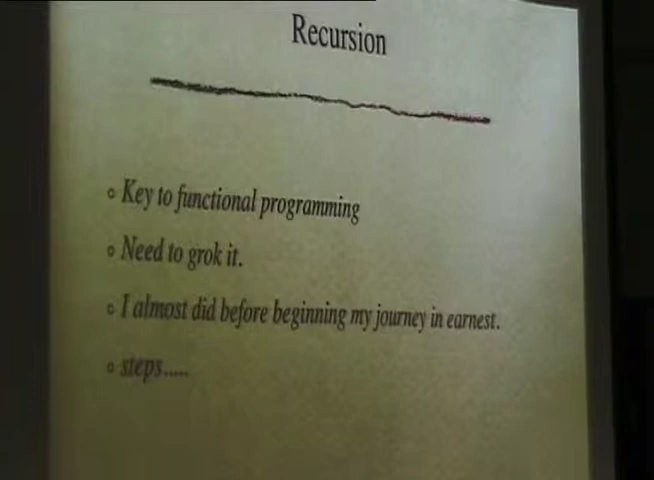 Recursion
Key to functional programming
Need to grok it.
I almost did before beginning my journey in earnest.
steps.....